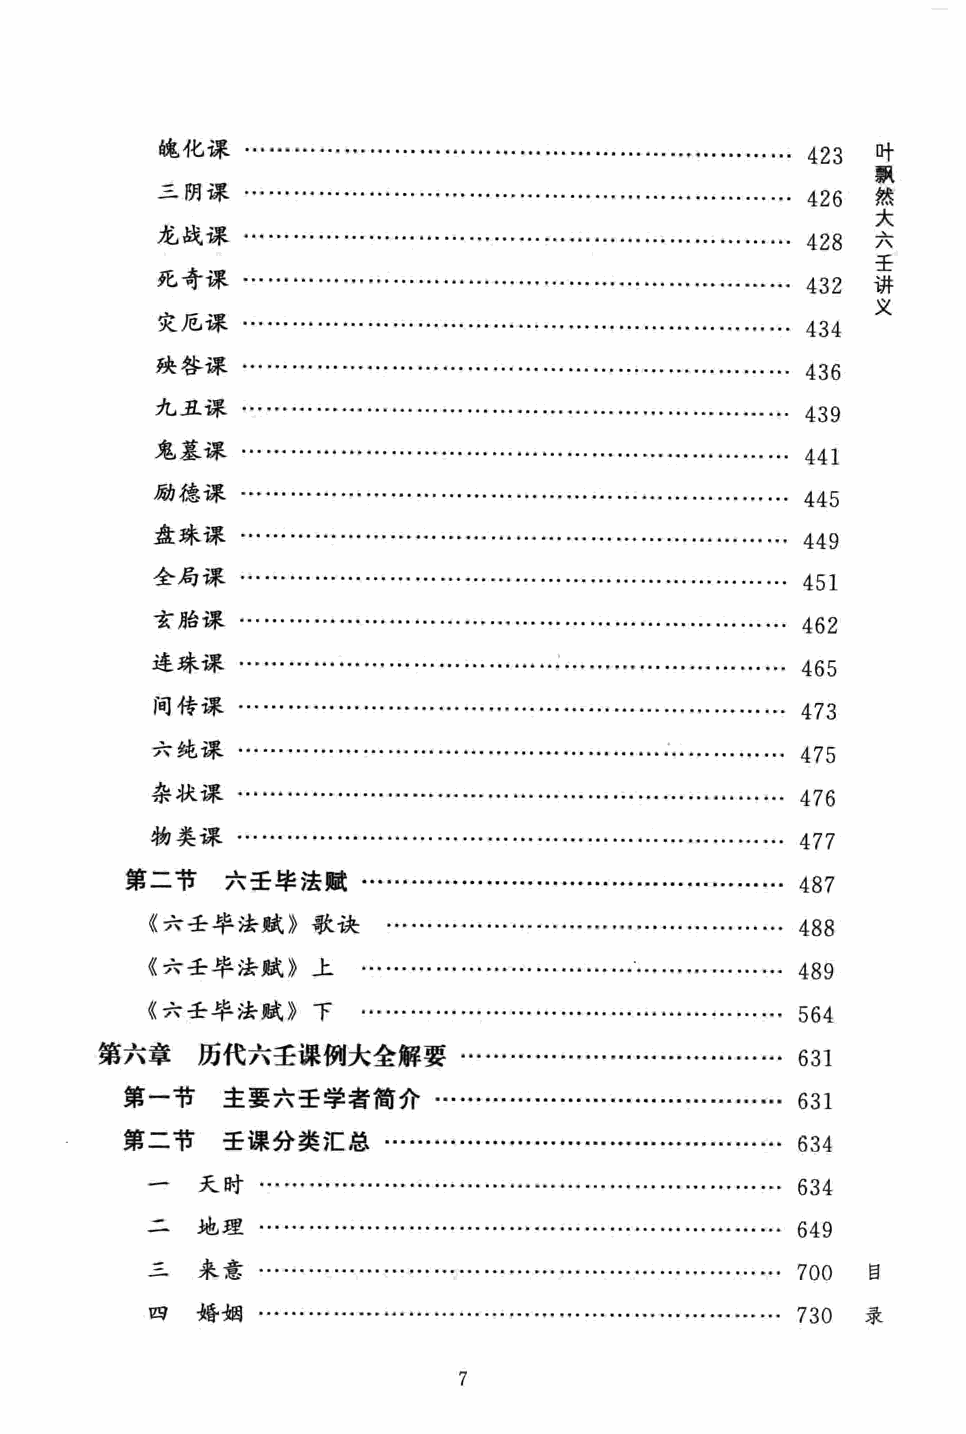 魄化课 …… 423
三阴课 …… 426
龙战课 …… 428
死奇课 …… 432
灾厄课 …… 434
殃咎课 …… 436
九丑课 …… 439
鬼墓课 …… 441
励德课 …… 445
盘珠课 …… 449
全局课 …… 451
玄胎课 …… 462
连珠课 …… 465
间传课 …… 473
六纯课 …… 475
杂状课 …… 476
物类课 …… 477
第二节 六壬毕法赋 …… 487
《六壬毕法赋》歌诀 …… 488
《六壬毕法赋》上 …… 489
《六壬毕法赋》下 …… 564
第六章 历代六壬课例大全解要 …… 631
第一节 主要六壬学者简介 …… 631
第二节 壬课分类汇总 …… 634
一 天时 …… 634
二 地理 …… 649
三 来意 …… 700
四 婚姻 …… 730
叶飘然大六壬讲义
目录
7